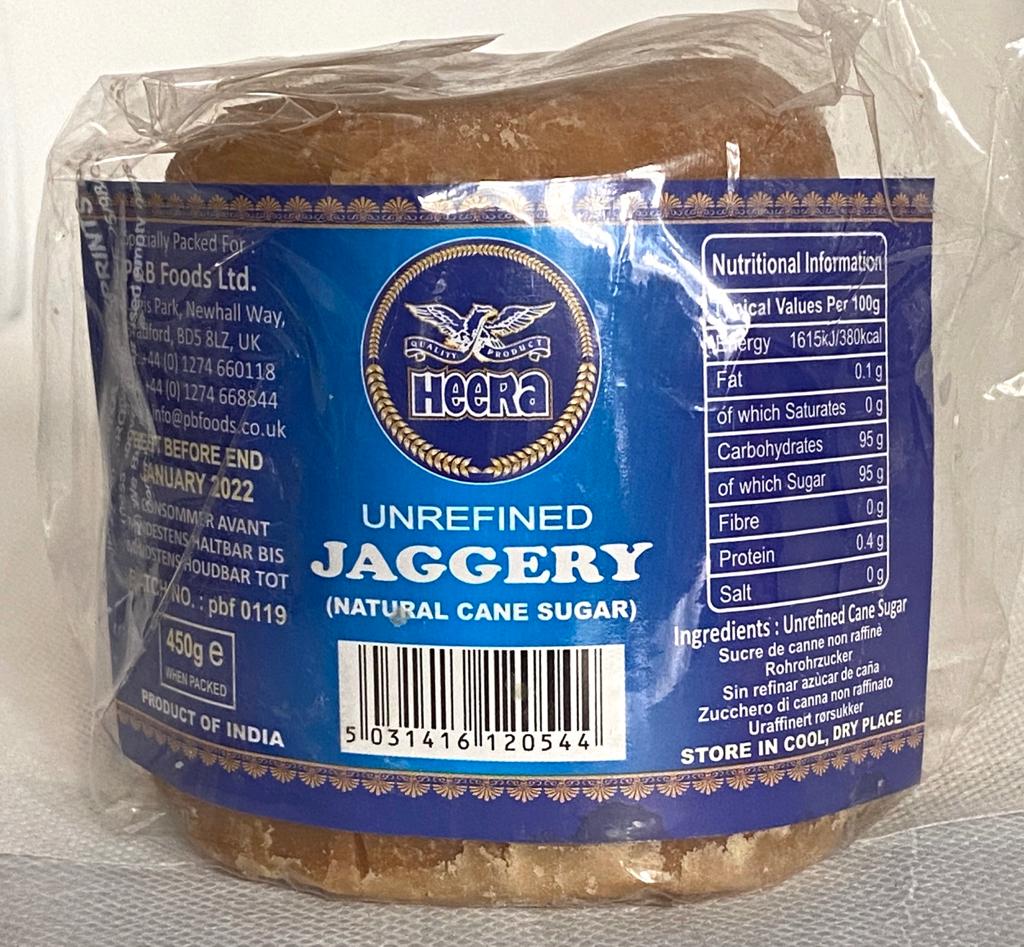 Packed For :
P&B Foods Ltd.
Park, Newhall Way,
BD5 8LZ, UK
+44 (0) 1274 660118
+44 (0) 1274 668844
info@pbfoods.co.uk
BEFORE END
JANUARY 2022
CONSOMMER AVANT
MINDESTENS HALTBAR BIS
HOUDBAR TOT
BATCH NO. : pbf 0119
450g e
WHEN PACKED
PRODUCT OF INDIA
QUALITY PRODUCT
HEERA
UNREFINED
JAGGERY
(NATURAL CANE SUGAR)
5 031416 120544
Nutritional Information
Typical Values Per 100g
Energy 1615kJ/380kcal
Fat 0.1 g
of which Saturates 0 g
Carbohydrates 95 g
of which Sugar 95 g
Fibre 0 g
Protein 0.4 g
Salt 0 g
Ingredients : Unrefined Cane Sugar
Sucre de canne non raffinè
Rohrohrzucker
Sin refinar azùcar de caña
Zucchero di canna non raffinato
Uraffinert rørsukker
STORE IN COOL, DRY PLACE